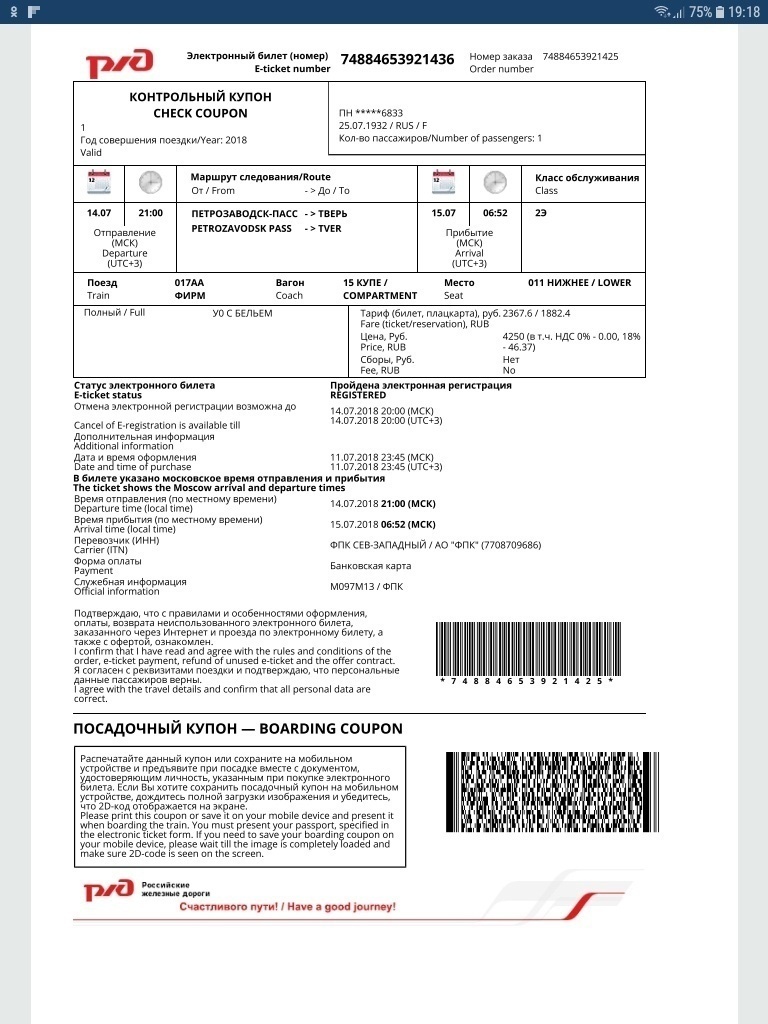 75% 19:18
Электронный билет (номер) 74884653921436 Номер заказа 74884653921425
E-ticket number Order number
КОНТРОЛЬНЫЙ КУПОН
CHECK COUPON
1
Год совершения поездки/Year: 2018
Valid
ПН *****6833
25.07.1932 / RUS / F
Кол-во пассажиров/Number of passengers: 1
Маршрут следования/Route
От / From - > До / To
Класс обслуживания
Class
14.07 21:00
Отправление
(МСК)
Departure
(UTC+3)
ПЕТРОЗАВОДСК-ПАСС - > ТВЕРЬ
PETROZAVODSK PASS - > TVER
15.07 06:52
Прибытие
(МСК)
Arrival
(UTC+3)
2Э
Поезд 017АА Вагон 15 КУПЕ / Место 011 НИЖНЕЕ / LOWER
Train ФИРМ Coach COMPARTMENT Seat
Полный / Full У0 С БЕЛЬЕМ
Тариф (билет, плацкарта), руб. 2367.6 / 1882.4
Fare (ticket/reservation), RUB
Цена, Руб. 4250 (в т.ч. НДС 0% - 0.00, 18%
Price, RUB - 46.37)
Сборы, Руб. Нет
Fee, RUB No
Статус электронного билета Пройдена электронная регистрация
E-ticket status REGISTERED
Отмена электронной регистрации возможна до 14.07.2018 20:00 (МСК)
Cancel of E-registration is available till 14.07.2018 20:00 (UTC+3)
Дополнительная информация
Additional information
Дата и время оформления 11.07.2018 23:45 (МСК)
Date and time of purchase 11.07.2018 23:45 (UTC+3)
В билете указано московское время отправления и прибытия
The ticket shows the Moscow arrival and departure times
Время отправления (по местному времени) 14.07.2018 21:00 (МСК)
Departure time (local time)
Время прибытия (по местному времени) 15.07.2018 06:52 (МСК)
Arrival time (local time)
Перевозчик (ИНН) ФПК СЕВ-ЗАПАДНЫЙ / АО "ФПК" (7708709686)
Carrier (ITN)
Форма оплаты Банковская карта
Payment
Служебная информация М097М13 / ФПК
Official information
Подтверждаю, что с правилами и особенностями оформления,
оплаты, возврата неиспользованного электронного билета,
заказанного через Интернет и проезда по электронному билету, а
также с офертой, ознакомлен.
I confirm that I have read and agree with the rules and conditions of the
order, e-ticket payment, refund of unused e-ticket and the offer contract.
Я согласен с реквизитами поездки и подтверждаю, что персональные
данные пассажиров верны.
I agree with the travel details and confirm that all personal data are
correct.
*74884653921425*
ПОСАДОЧНЫЙ КУПОН — BOARDING COUPON
Распечатайте данный купон или сохраните на мобильном
устройстве и предъявите при посадке вместе с документом,
удостоверяющим личность, указанным при покупке электронного
билета. Если Вы хотите сохранить посадочный купон на мобильном
устройстве, дождитесь полной загрузки изображения и убедитесь,
что 2D-код отображается на экране.
Please print this coupon or save it on your mobile device and present it
when boarding the train. You must present your passport, specified in
the electronic ticket form. If you need to save your boarding coupon on
your mobile device, please wait till the image is completely loaded and
make sure 2D-code is seen on the screen.
Российские
железные дороги
Счастливого пути! / Have a good journey!